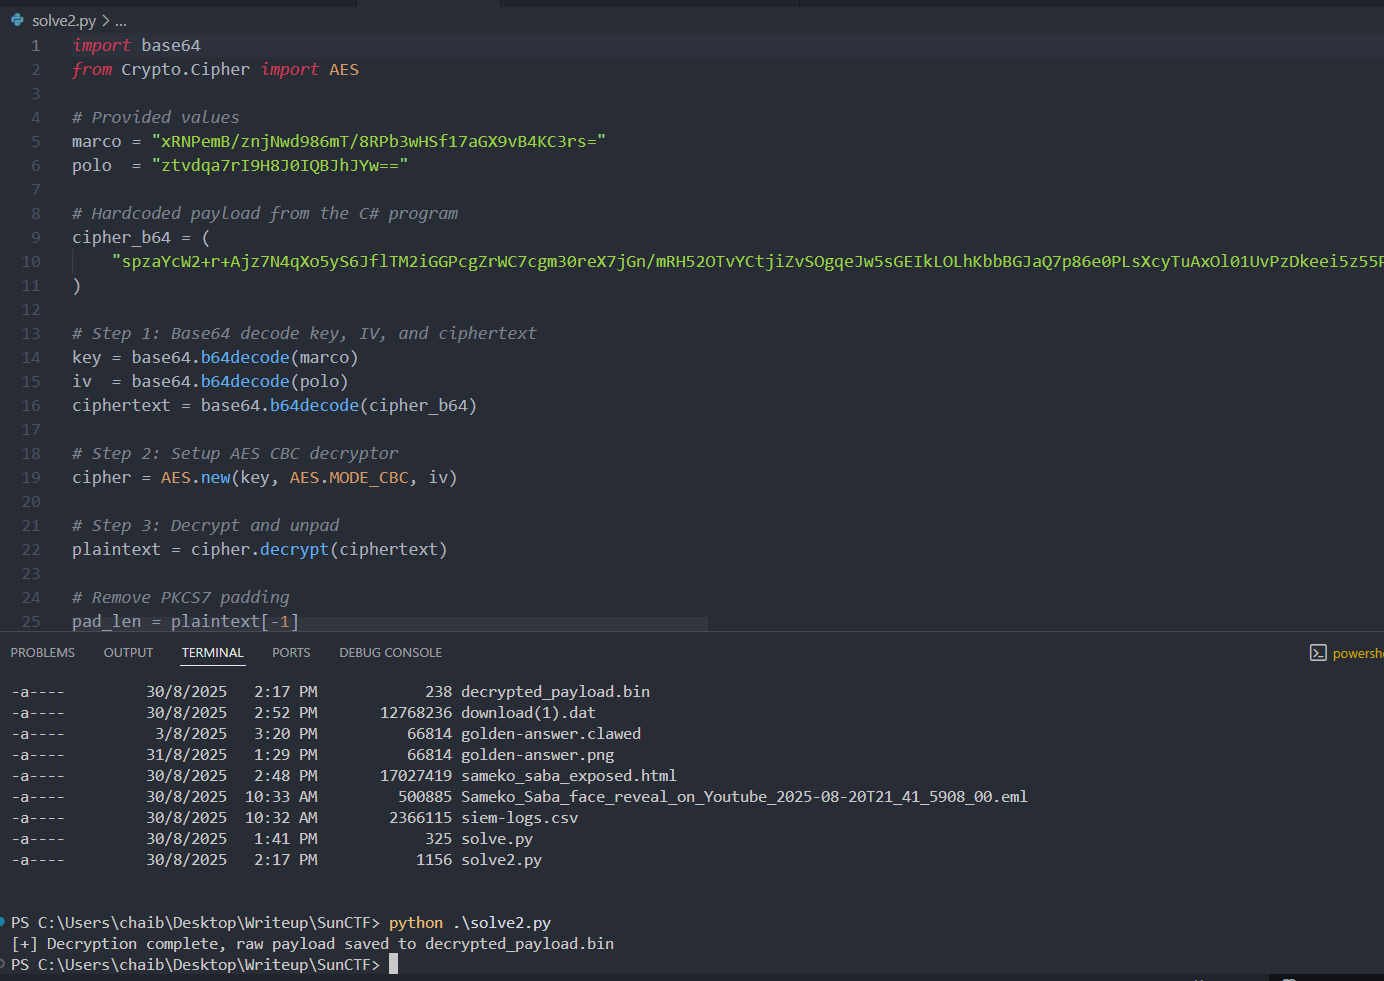 solve2.py > ...
1 import base64
2 from Crypto.Cipher import AES
3
4 # Provided values
5 marco = "xRNPemB/znjNwd986mT/8RPb3wHSf17aGX9vB4KC3rs="
6 polo  = "ztvdqa7rI9H8J0IQBJhJYw=="
7
8 # Hardcoded payload from the C# program
9 cipher_b64 = (
10     "spzaYcW2+r+Ajz7N4qXo5yS6JflTM2iGGPcgZrWC7cgm30reX7jGn/mRH52OTvYCtjiZvSOgqeJw5sGEIkLOLhKbbBGJaQ7p86e0PLsXcyTuAxOl01UvPzDkeei5z55P
11 )
12
13 # Step 1: Base64 decode key, IV, and ciphertext
14 key = base64.b64decode(marco)
15 iv  = base64.b64decode(polo)
16 ciphertext = base64.b64decode(cipher_b64)
17
18 # Step 2: Setup AES CBC decryptor
19 cipher = AES.new(key, AES.MODE_CBC, iv)
20
21 # Step 3: Decrypt and unpad
22 plaintext = cipher.decrypt(ciphertext)
23
24 # Remove PKCS7 padding
25 pad_len = plaintext[-1]
PROBLEMS OUTPUT TERMINAL PORTS DEBUG CONSOLE powersh
-a---- 30/8/2025 2:17 PM 238 decrypted_payload.bin
-a---- 30/8/2025 2:52 PM 12768236 download(1).dat
-a---- 3/8/2025 3:20 PM 66814 golden-answer.clawed
-a---- 31/8/2025 1:29 PM 66814 golden-answer.png
-a---- 30/8/2025 2:48 PM 17027419 sameko_saba_exposed.html
-a---- 30/8/2025 10:33 AM 500885 Sameko_Saba_face_reveal_on_Youtube_2025-08-20T21_41_5908_00.eml
-a---- 30/8/2025 10:32 AM 2366115 siem-logs.csv
-a---- 30/8/2025 1:41 PM 325 solve.py
-a---- 30/8/2025 2:17 PM 1156 solve2.py
PS C:\Users\chaib\Desktop\Writeup\SunCTF> python .\solve2.py
[+] Decryption complete, raw payload saved to decrypted_payload.bin
PS C:\Users\chaib\Desktop\Writeup\SunCTF>